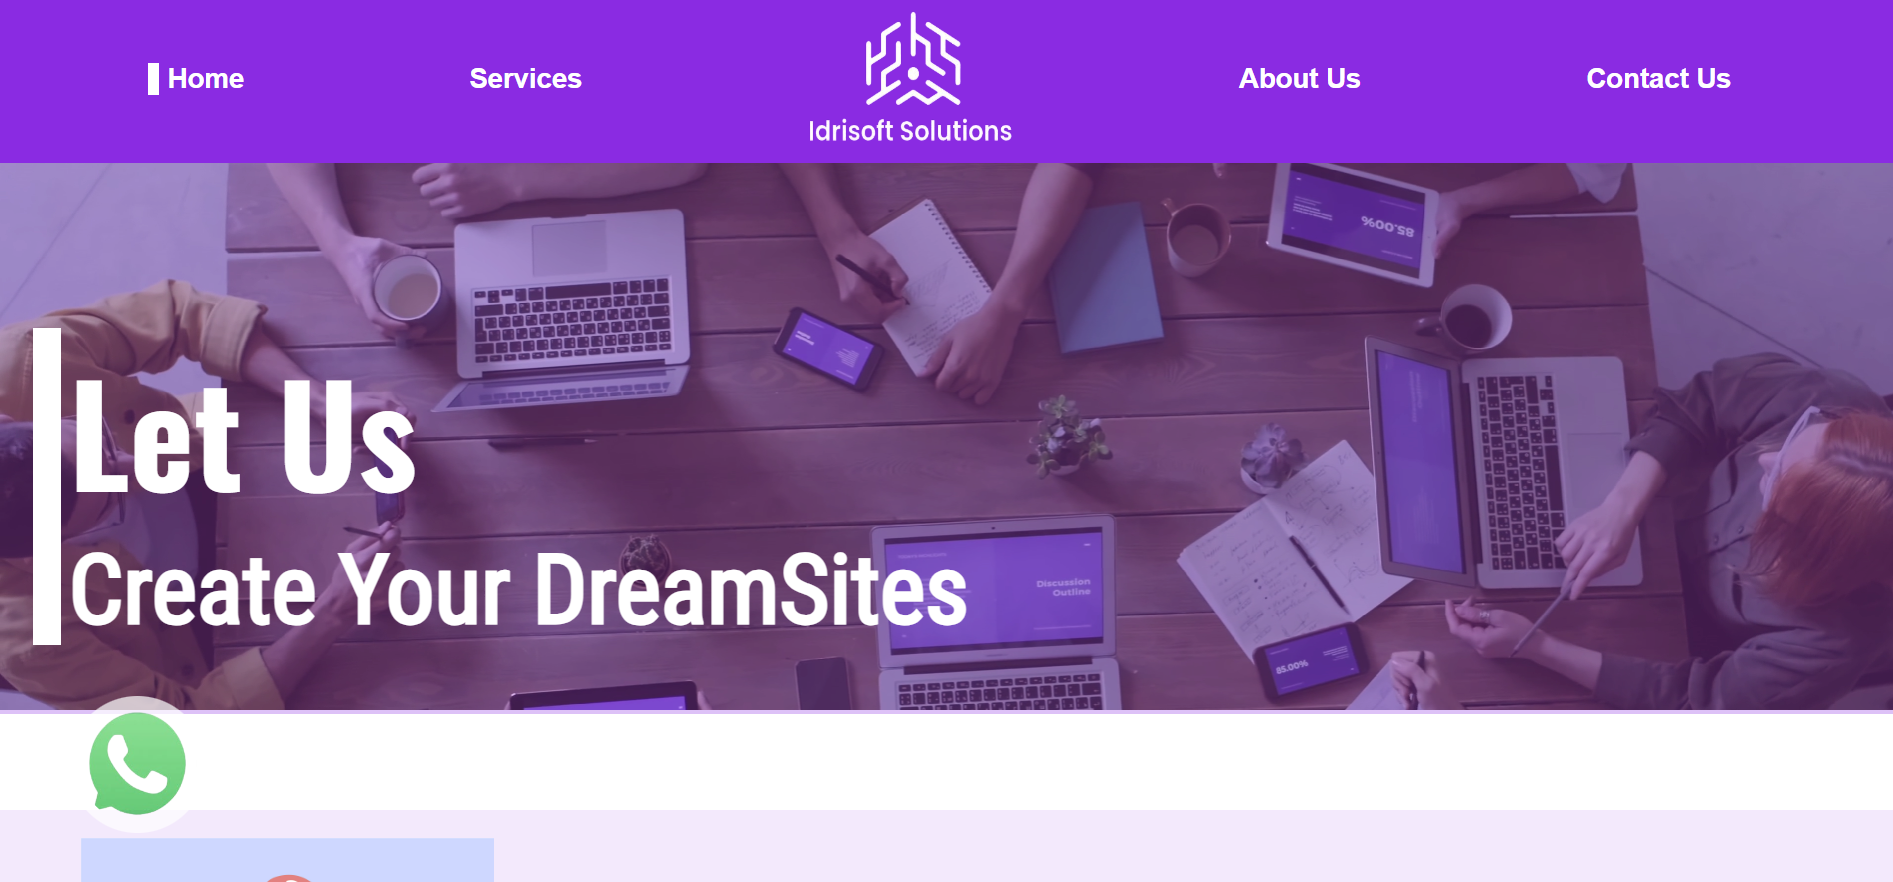 Home
Services
Idrisoft Solutions
About Us
Contact Us
85.00%
Let Us
Create Your DreamSites
Discussion
Outline
85.00%